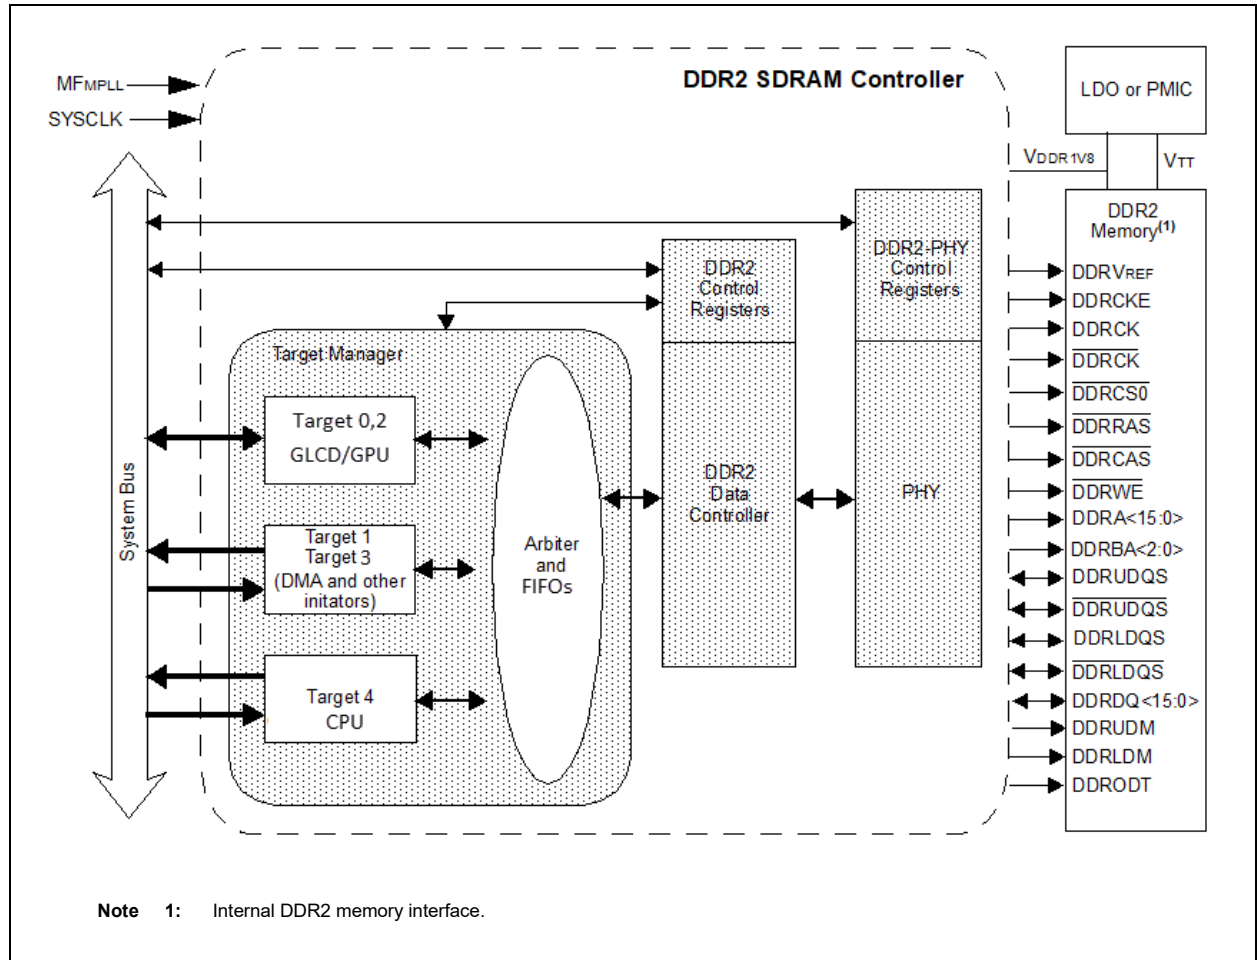 DDR2 SDRAM Controller
MFMPLL
SYSCLK
LDO or PMIC
VDDR1V8
VTT
DDR2
Memory(1)
DDR2-PHY
Control
Registers
DDR2
Control
Registers
Target Manager
Target 0,2
GLCD/GPU
Target 1
Target 3
(DMA and other
initators)
Target 4
CPU
System Bus
Arbiter
and
FIFOs
DDR2
Data
Controller
PHY
DDRVREF
DDRCKE
DDRCK
DDRCK
DDRCS0
DDRRAS
DDRCAS
DDRWE
DDRA<15:0>
DDRBA<2:0>
DDRUDQS
DDRUDQS
DDRLDQS
DDRLDQS
DDRDQ<15:0>
DDRUDM
DDRLDM
DDRODT
Note 1: Internal DDR2 memory interface.